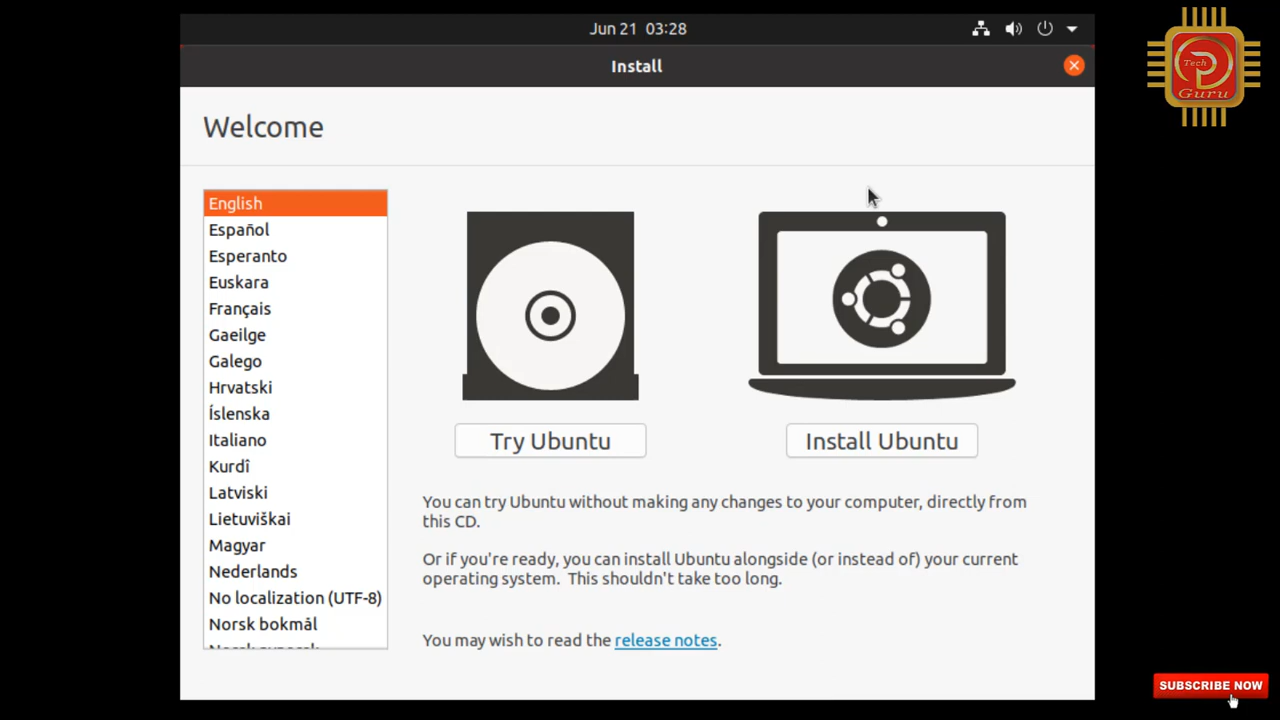 Jun 21 03:28
Install
Tech
Guru
Welcome
English
Español
Esperanto
Euskara
Français
Gaeilge
Galego
Hrvatski
Íslenska
Italiano
Kurdî
Latviski
Lietuviškai
Magyar
Nederlands
No localization (UTF-8)
Norsk bokmål
Try Ubuntu
Install Ubuntu
You can try Ubuntu without making any changes to your computer, directly from
this CD.
Or if you're ready, you can install Ubuntu alongside (or instead of) your current
operating system. This shouldn't take too long.
You may wish to read the release notes.
SUBSCRIBE NOW